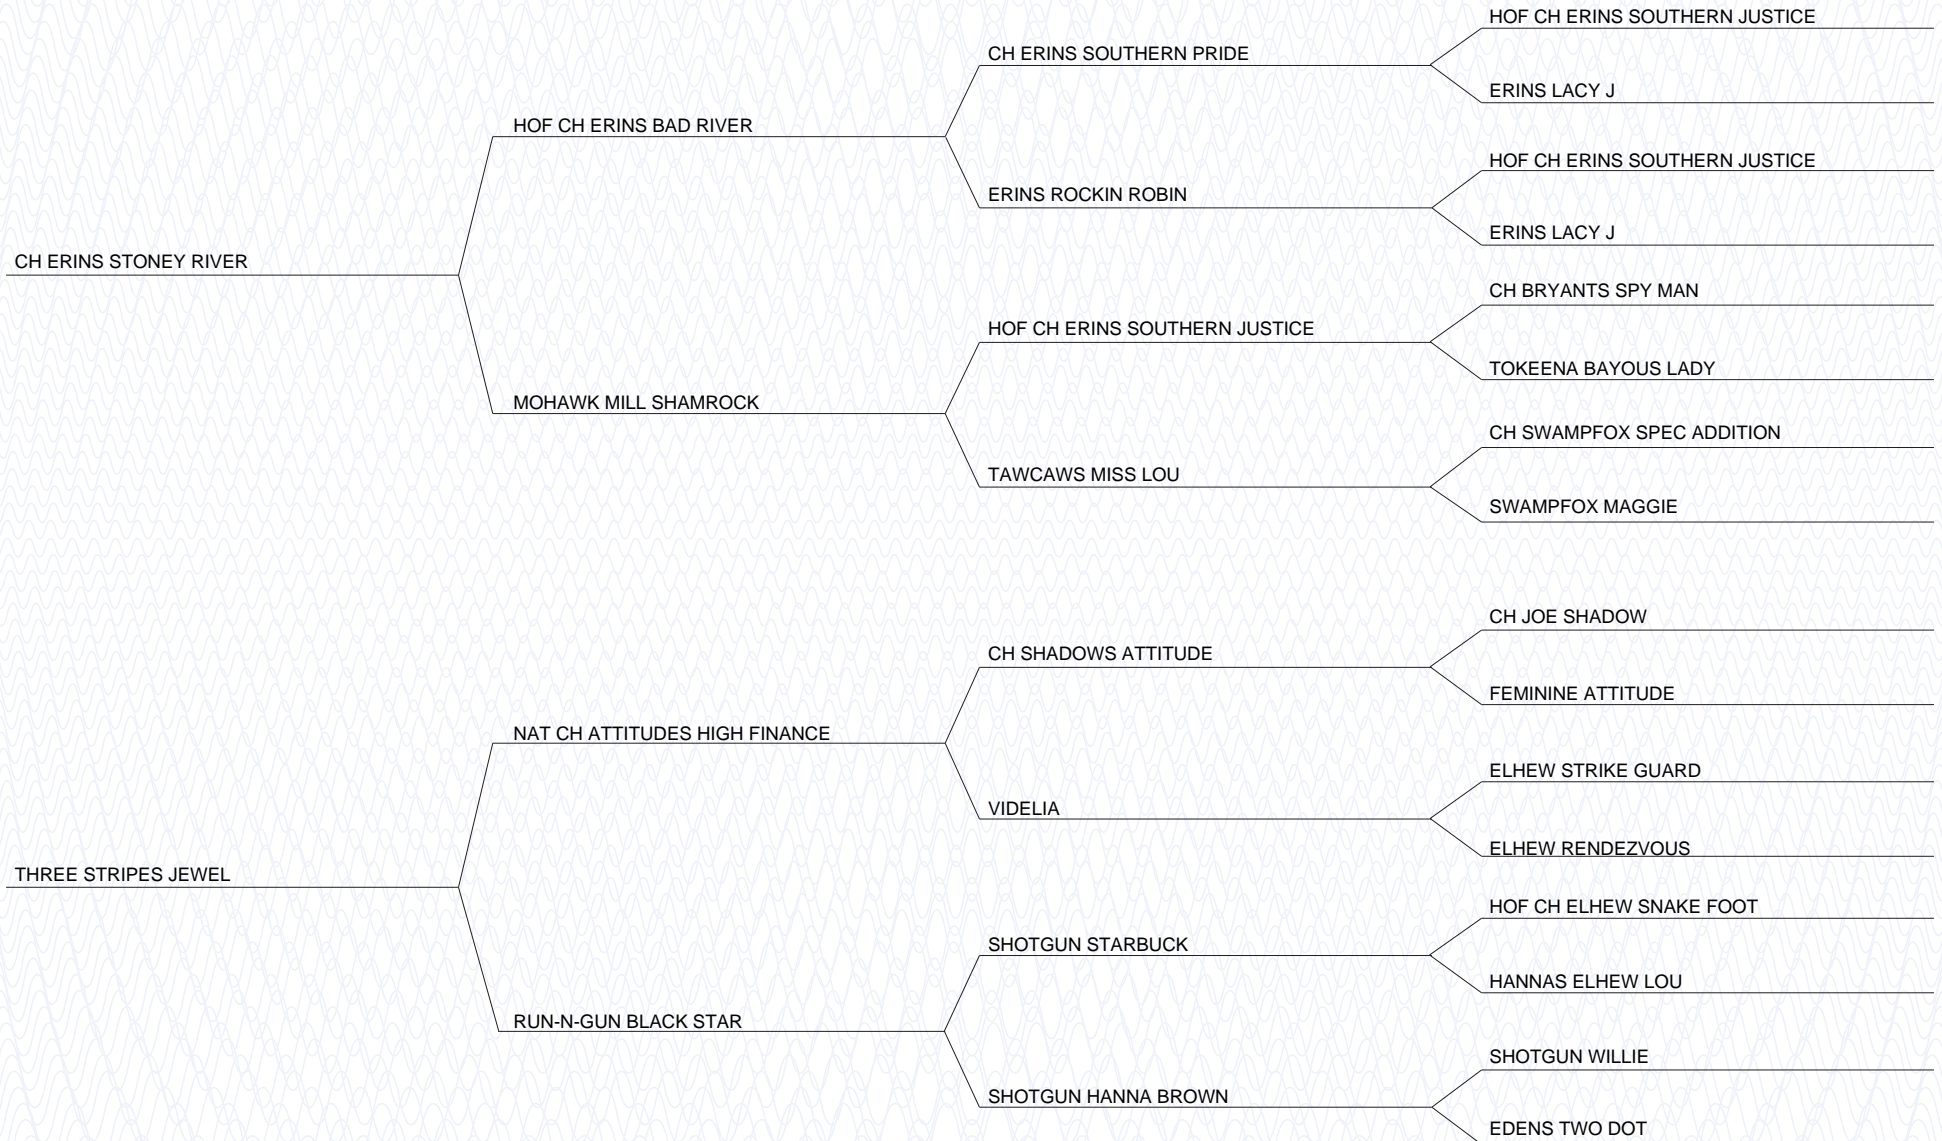 HOF CH ERINS SOUTHERN JUSTICE
CH ERINS SOUTHERN PRIDE
ERINS LACY J
HOF CH ERINS BAD RIVER
HOF CH ERINS SOUTHERN JUSTICE
ERINS ROCKIN ROBIN
ERINS LACY J
CH ERINS STONEY RIVER
CH BRYANTS SPY MAN
HOF CH ERINS SOUTHERN JUSTICE
TOKEENA BAYOUS LADY
MOHAWK MILL SHAMROCK
CH SWAMPFOX SPEC ADDITION
TAWCAWS MISS LOU
SWAMPFOX MAGGIE
CH JOE SHADOW
CH SHADOWS ATTITUDE
FEMININE ATTITUDE
NAT CH ATTITUDES HIGH FINANCE
ELHEW STRIKE GUARD
VIDELIA
ELHEW RENDEZVOUS
THREE STRIPES JEWEL
HOF CH ELHEW SNAKE FOOT
SHOTGUN STARBUCK
HANNAS ELHEW LOU
RUN-N-GUN BLACK STAR
SHOTGUN WILLIE
SHOTGUN HANNA BROWN
EDENS TWO DOT